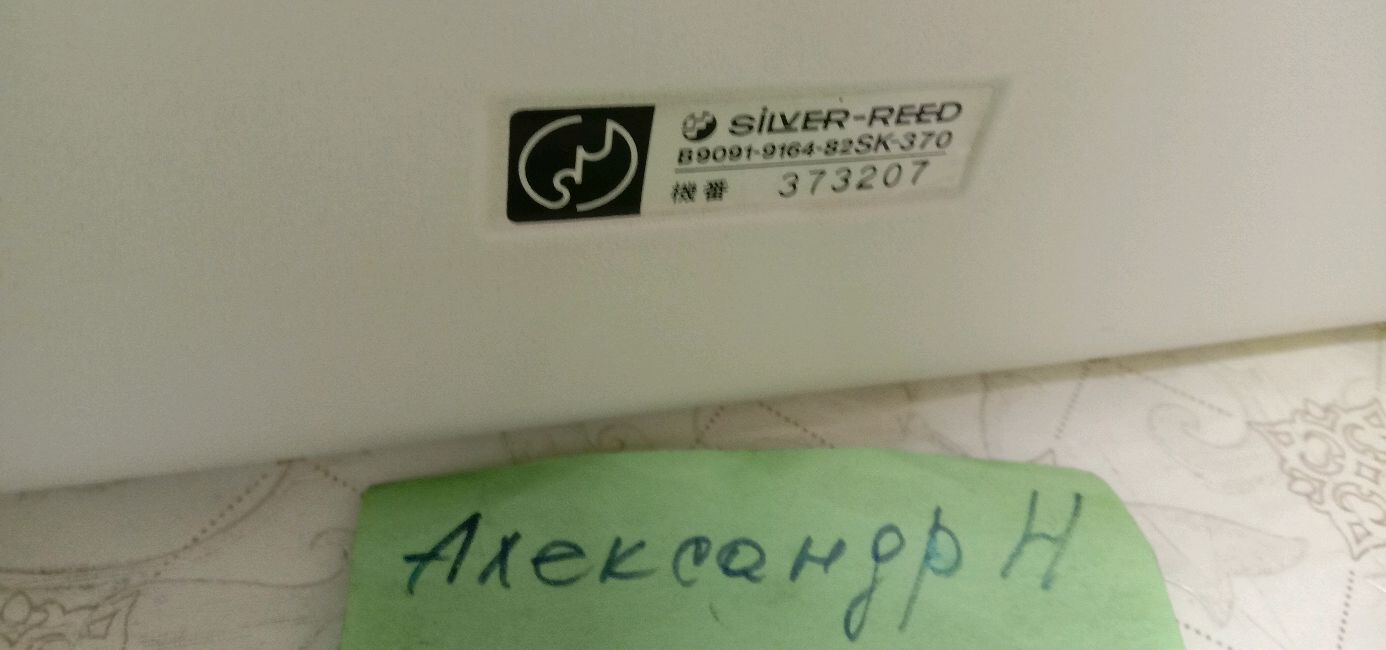 SiLVER-REED
B9091-9164-82SK-370
機番 373207
Александр Н